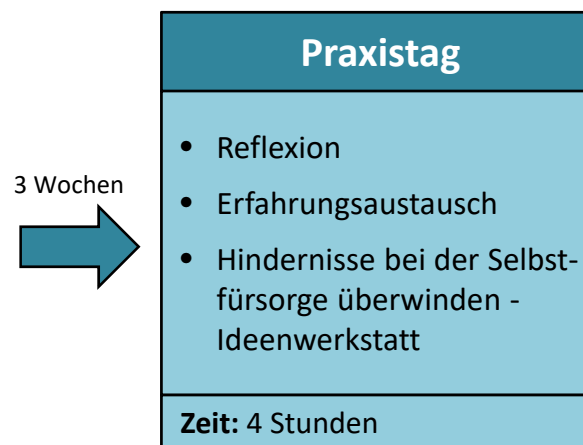 Praxistag
3 Wochen
• Reflexion
• Erfahrungsaustausch
• Hindernisse bei der Selbst-
fürsorge überwinden -
Ideenwerkstatt
Zeit: 4 Stunden